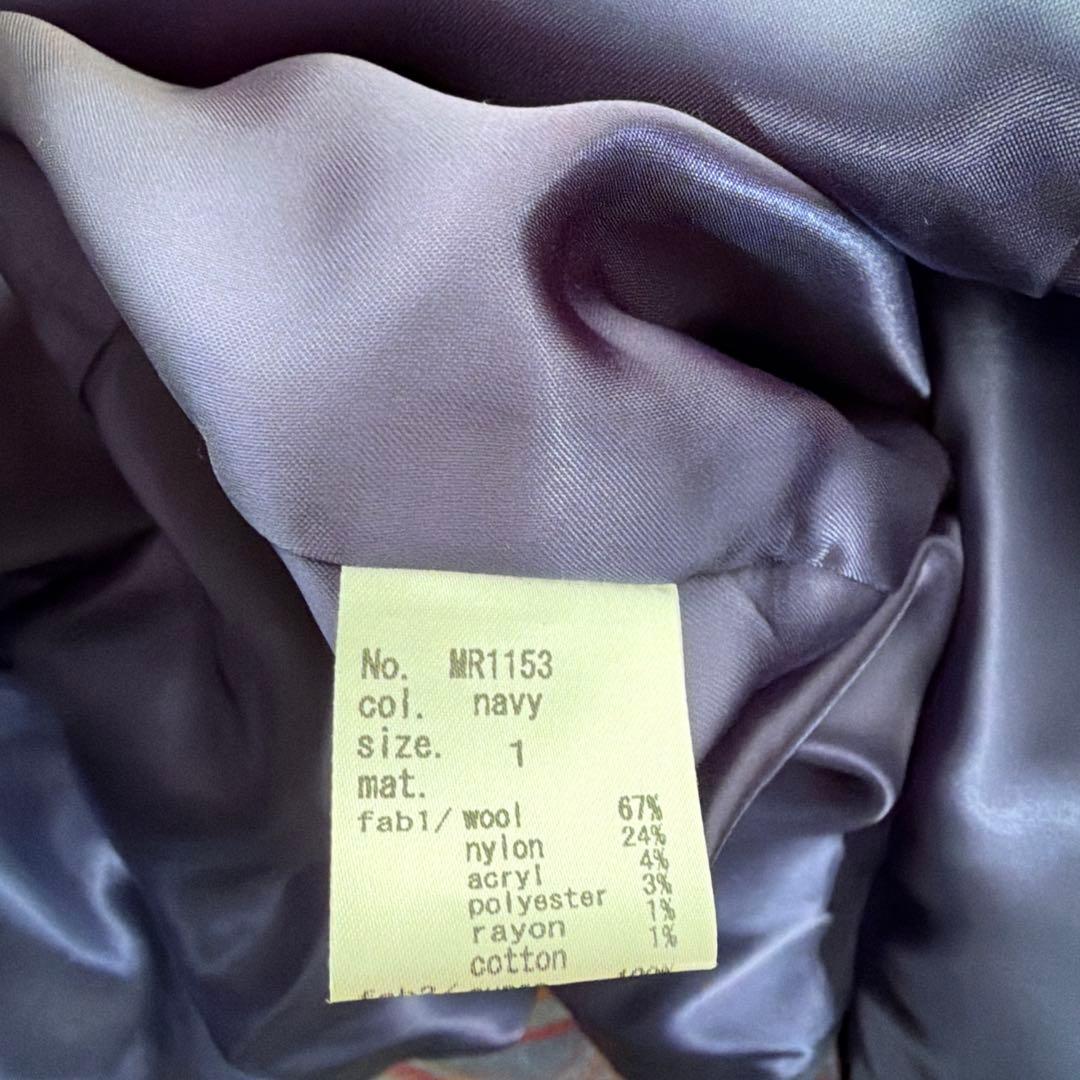 No. MR1153
col. navy
size. 1
mat.
fab1/ wool 67%
nylon 24%
acryl 4%
polyester 3%
rayon 1%
cotton 1%